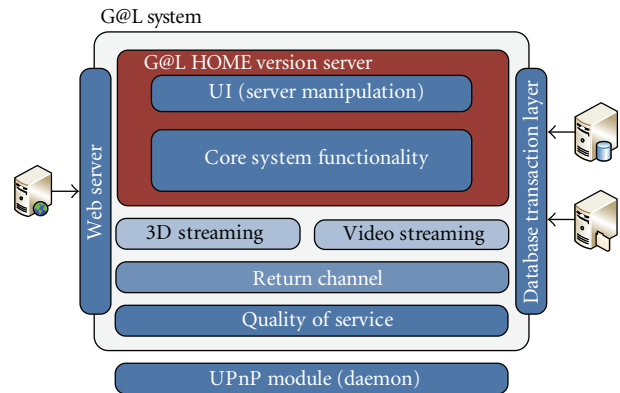 G@L system
G@L HOME version server
UI (server manipulation)
Core system functionality
Web server
Database transaction layer
3D streaming
Video streaming
Return channel
Quality of service
UPnP module (daemon)